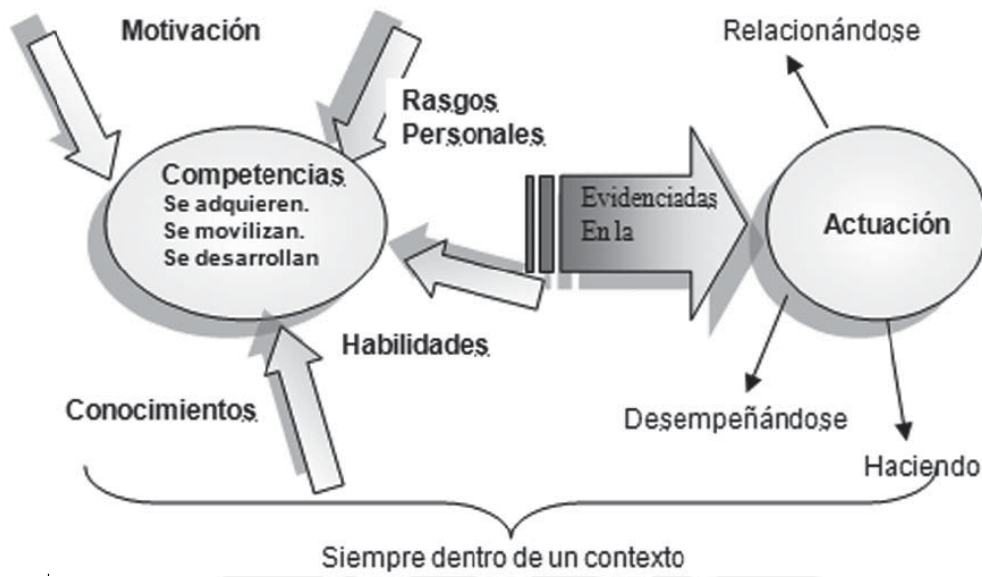 Motivación
Relacionándose
Rasgos
Personales
Competencias
Se adquieren.
Se movilizan.
Se desarrollan
Evidenciadas
En la
Actuación
Habilidades
Conocimientos
Desempeñándose
Haciendo
Siempre dentro de un contexto